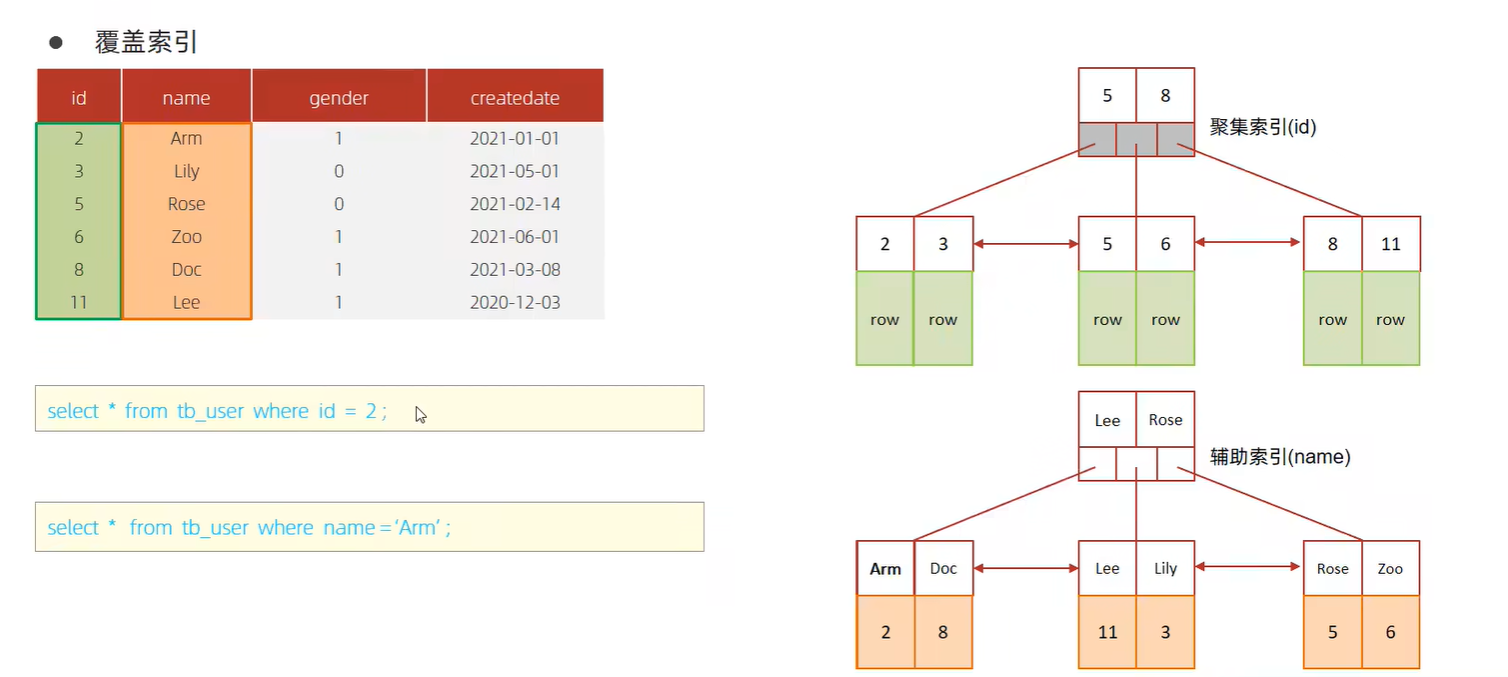 ● 覆盖索引
id name gender createdate
2 Arm 1 2021-01-01
3 Lily 0 2021-05-01
5 Rose 0 2021-02-14
6 Zoo 1 2021-06-01
8 Doc 1 2021-03-08
11 Lee 1 2020-12-03
select * from tb_user where id = 2 ;
select * from tb_user where name = ‘Arm’ ;
5 8
聚集索引(id)
2 3 5 6 8 11
row row row row row row
Lee Rose
辅助索引(name)
Arm Doc Lee Lily Rose Zoo
2 8 11 3 5 6